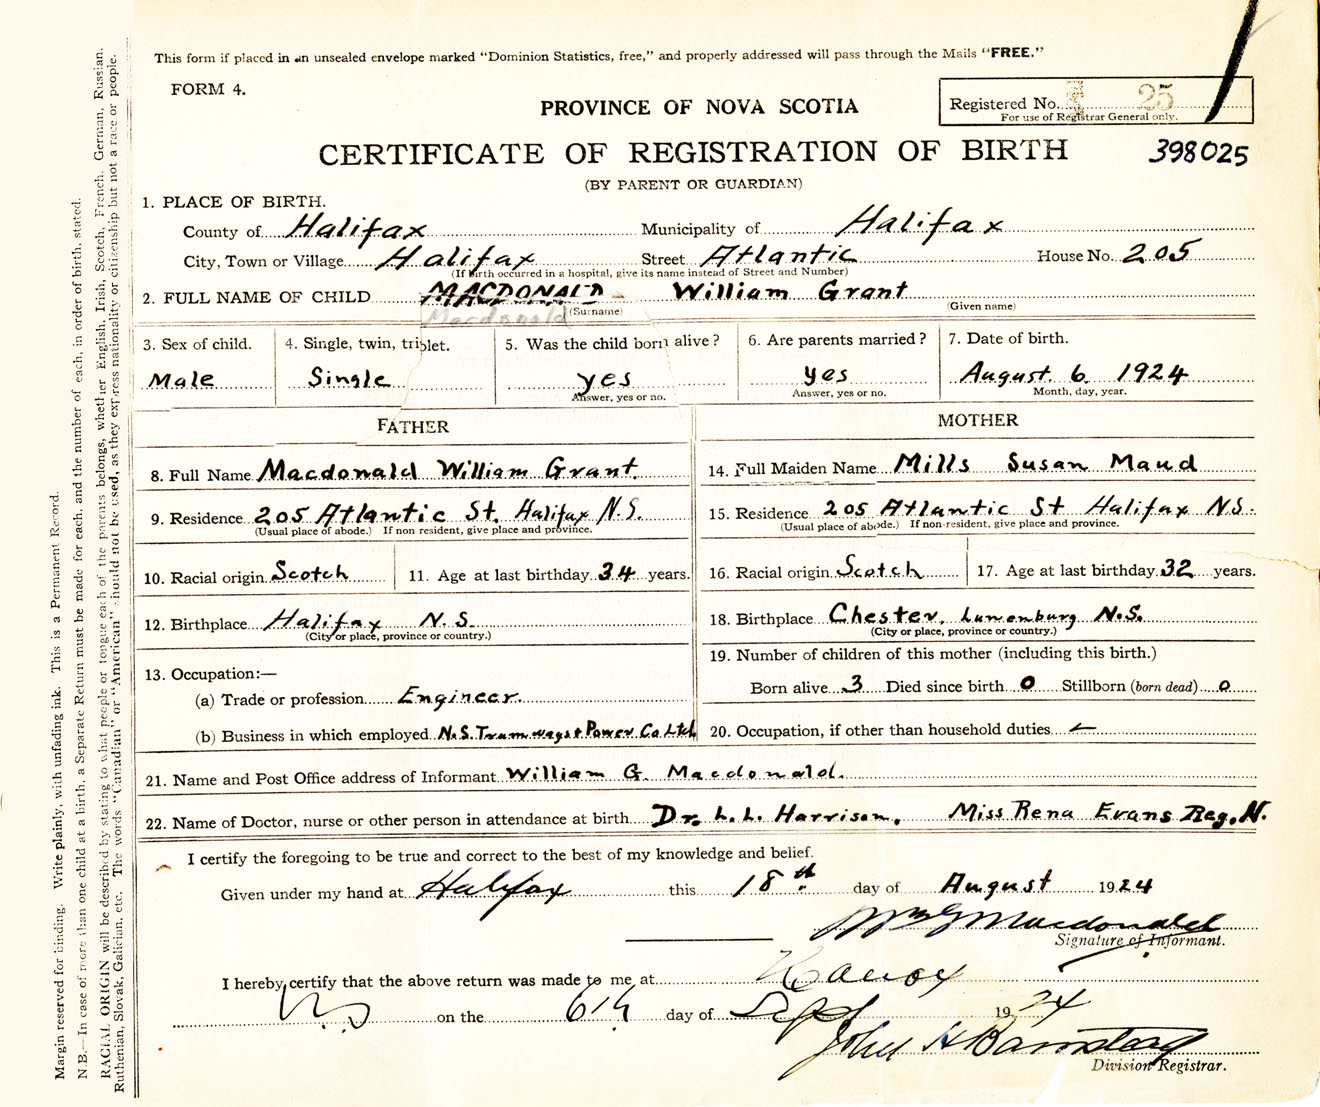 This form if placed in an unsealed envelope marked "Dominion Statistics, free," and properly addressed will pass through the Mails "FREE."
FORM 4.
PROVINCE OF NOVA SCOTIA
Registered No. 25
For use of Registrar General only.
CERTIFICATE OF REGISTRATION OF BIRTH 398025
(BY PARENT OR GUARDIAN)
1. PLACE OF BIRTH.
County of Halifax Municipality of Halifax
City, Town or Village Halifax Street Atlantic House No. 205
(If birth occurred in a hospital, give its name instead of Street and Number)
2. FULL NAME OF CHILD MACDONALD William Grant
Macdonald (Surname) (Given name)
3. Sex of child. 4. Single, twin, triplet. 5. Was the child born alive? 6. Are parents married? 7. Date of birth.
Male Single yes yes August 6 1924
Answer, yes or no. Answer, yes or no. Month, day, year.
FATHER MOTHER
8. Full Name Macdonald William Grant. 14. Full Maiden Name Mills Susan Maud
9. Residence 205 Atlantic St. Halifax N.S. 15. Residence 205 Atlantic St Halifax N.S.
(Usual place of abode.) If non resident, give place and province. (Usual place of abode.) If non-resident, give place and province.
10. Racial origin Scotch 11. Age at last birthday 34 years. 16. Racial origin Scotch 17. Age at last birthday 32 years.
12. Birthplace Halifax N.S. 18. Birthplace Chester, Lunenburg N.S.
(City or place, province or country.) (City or place, province or country.)
13. Occupation:— 19. Number of children of this mother (including this birth.)
(a) Trade or profession Engineer. Born alive 3 Died since birth 0 Stillborn (born dead) 0
(b) Business in which employed N.S. Tramways & Power Co Ltd 20. Occupation, if other than household duties
21. Name and Post Office address of Informant William G. Macdonald.
22. Name of Doctor, nurse or other person in attendance at birth Dr. L.L. Harrison, Miss Rena Evans Reg. N.
I certify the foregoing to be true and correct to the best of my knowledge and belief.
Given under my hand at Halifax this 18th day of August 1924
Wm G Macdonald
Signature of Informant.
I hereby certify that the above return was made to me at
NS on the 6th day of Sept 1924
John H
Division Registrar.
Margin reserved for binding. Write plainly, with unfading ink. This is a Permanent Record.
N.B.—In case of more than one child at a birth, a Separate Return must be made for each, and the number of each, in order of birth, stated.
RACIAL ORIGIN will be described by stating to what people or tongue each of the parents belongs, whether English, Irish, Scotch, French, German, Russian,
Ruthenian, Slovak, Galician, etc. The words "Canadian" or "American" should not be used, as they express nationality or citizenship but not a race or people.